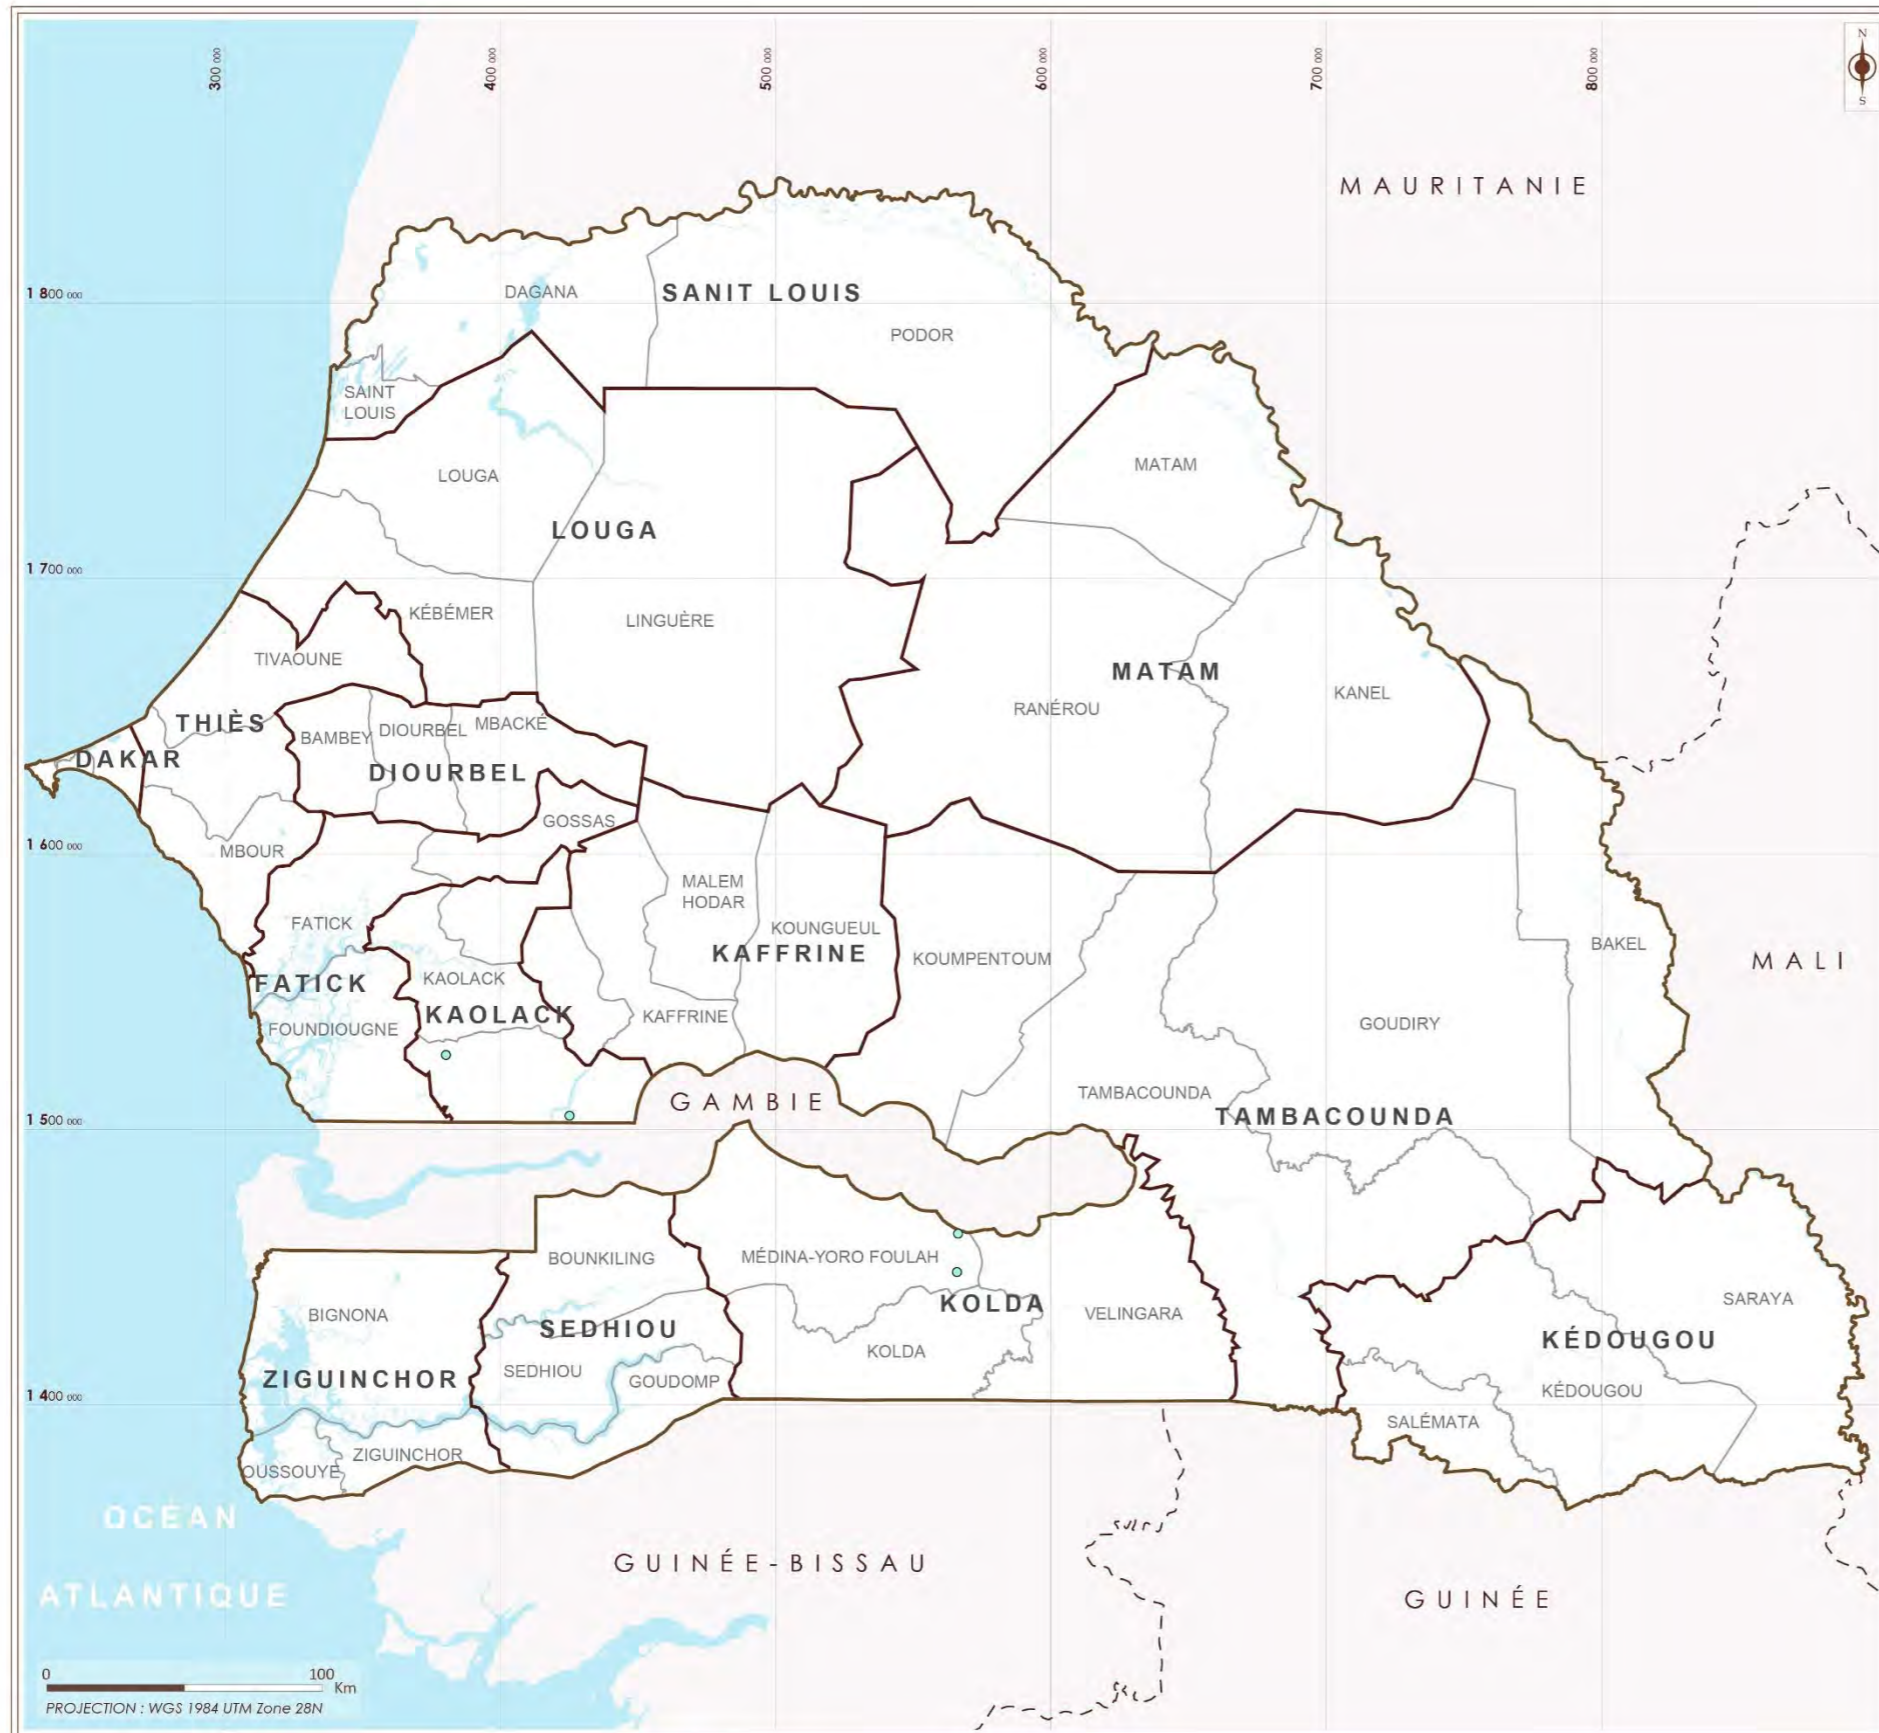 300 000
400 000
500 000
600 000
700 000
800 000
N
S
MAURITANIE
1 800 000
DAGANA
SANIT LOUIS
PODOR
SAINT
LOUIS
MATAM
LOUGA
LOUGA
1 700 000
KÉBÉMER
LINGUÈRE
TIVAOUNE
MATAM
KANEL
RANÉROU
THIÈS
MBACKÉ
DIOURBEL
BAMBEY
DAKAR
DIOURBEL
GOSSAS
1 600 000
MBOUR
MALEM
HODAR
FATICK
KOUNGUEUL
BAKEL
KAFFRINE
KOUMPENTOUM
MALI
KAOLACK
FATICK
KAOLACK
KAFFRINE
GOUDIRY
FOUNDIOUGNE
TAMBACOUNDA
GAMBIE
TAMBACOUNDA
1 500 000
BOUNKILING
MÉDINA-YORO FOULAH
SARAYA
KOLDA
BIGNONA
VELINGARA
SEDHIOU
KÉDOUGOU
KOLDA
SEDHIOU
ZIGUINCHOR
GOUDOMP
KÉDOUGOU
1 400 000
SALÉMATA
ZIGUINCHOR
OUSSOUYE
OCÉAN
ATLANTIQUE
GUINÉE-BISSAU
GUINÉE
0
100
Km
PROJECTION : WGS 1984 UTM Zone 28N